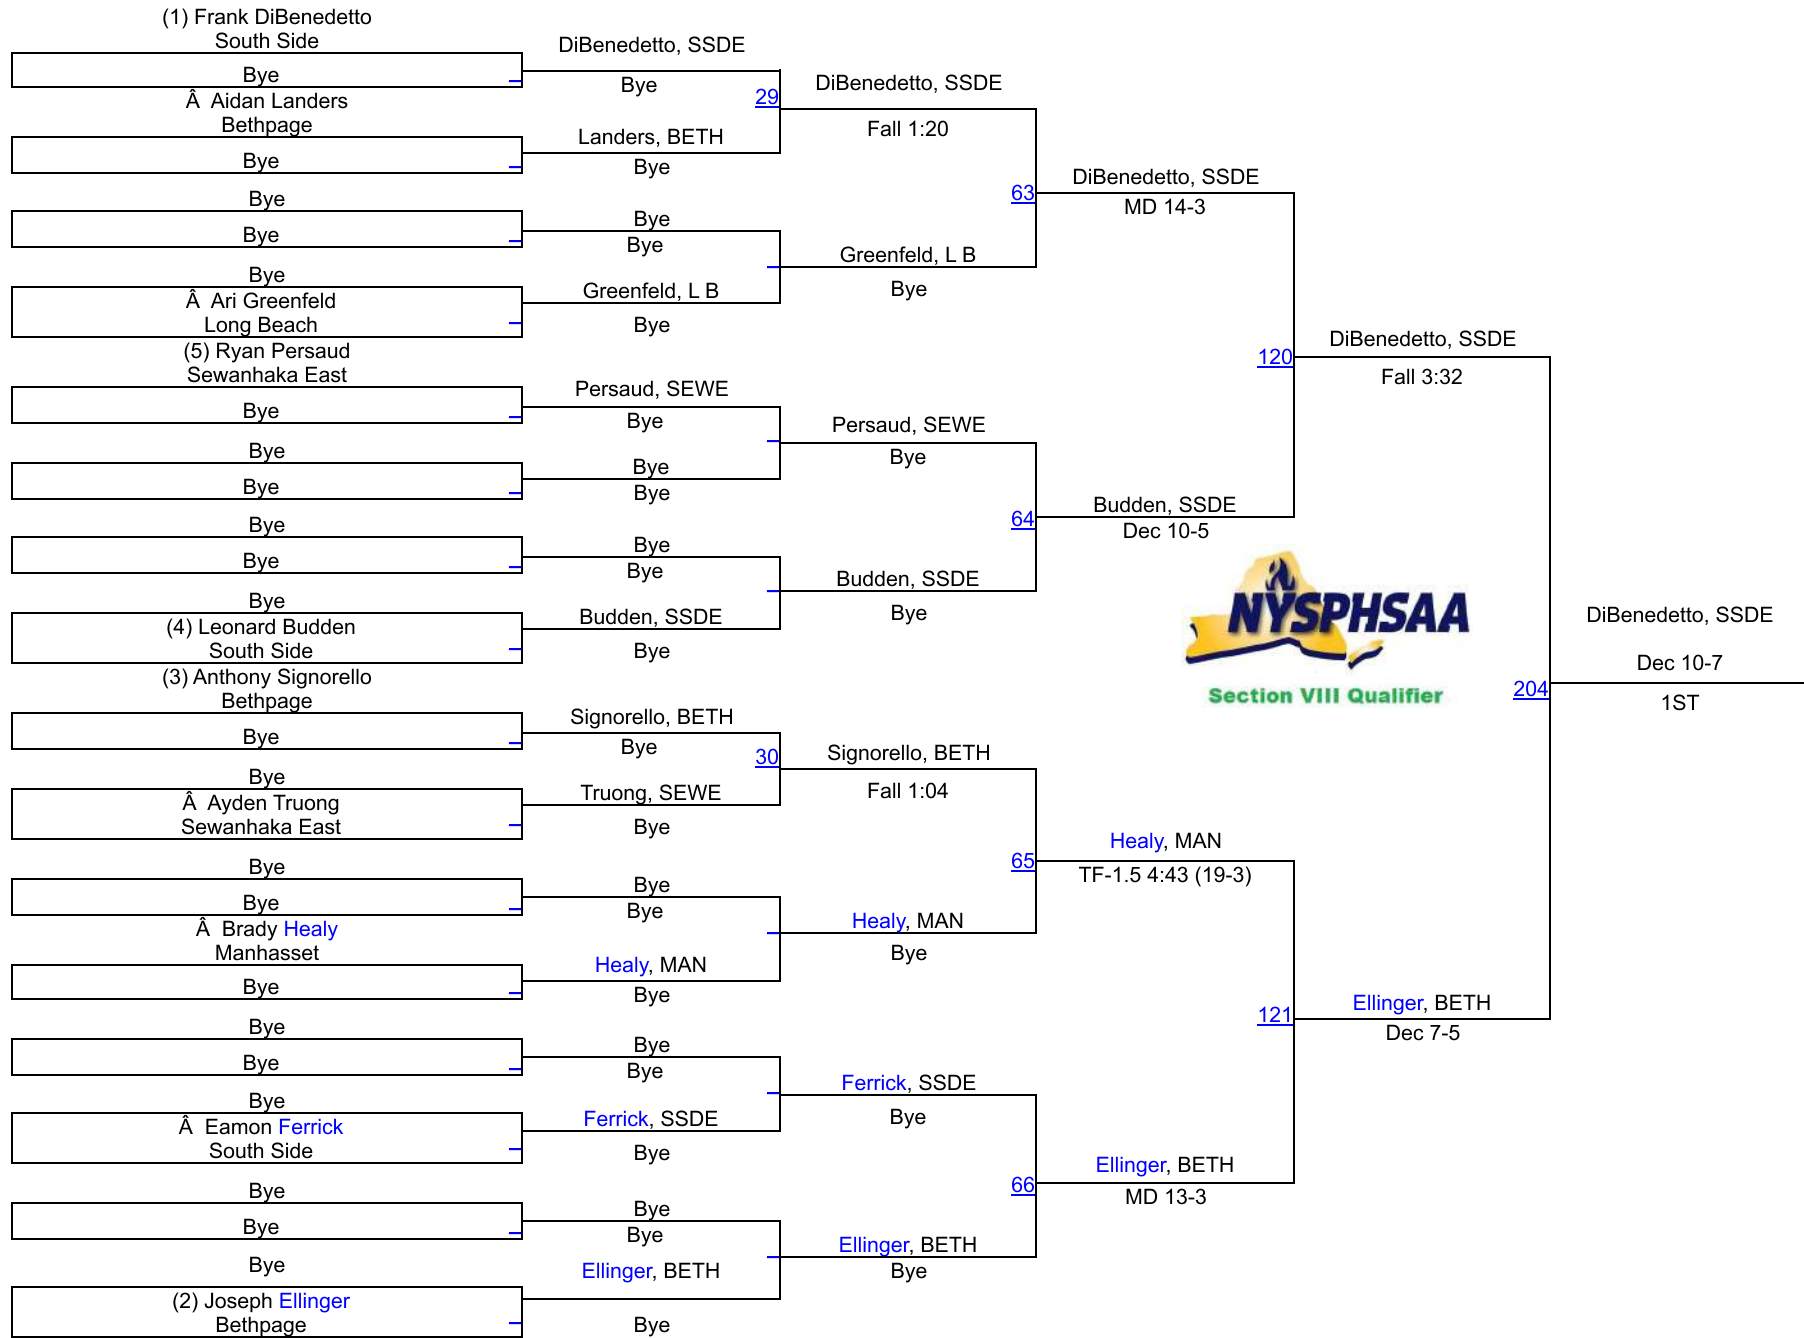 (1) Frank DiBenedetto
South Side
Bye
Â Aidan Landers
Bethpage
Bye
Bye
Bye
Bye
Â Ari Greenfeld
Long Beach
(5) Ryan Persaud
Sewanhaka East
Bye
Bye
Bye
Bye
Bye
Bye
(4) Leonard Budden
South Side
(3) Anthony Signorello
Bethpage
Bye
Bye
Â Ayden Truong
Sewanhaka East
Bye
Bye
Â Brady Healy
Manhasset
Bye
Bye
Bye
Bye
Â Eamon Ferrick
South Side
Bye
Bye
Bye
(2) Joseph Ellinger
Bethpage
DiBenedetto, SSDE
Bye
29
Landers, BETH
Bye
Bye
Bye
Greenfeld, L B
Bye
Persaud, SEWE
Bye
Bye
Bye
Bye
Bye
Budden, SSDE
Bye
Signorello, BETH
Bye
30
Truong, SEWE
Bye
Bye
Bye
Healy, MAN
Bye
Bye
Bye
Ferrick, SSDE
Bye
Bye
Bye
Ellinger, BETH
Bye
DiBenedetto, SSDE
Fall 1:20
63
Greenfeld, L B
Bye
Persaud, SEWE
Bye
64
Budden, SSDE
Bye
Signorello, BETH
Fall 1:04
65
Healy, MAN
Bye
Ferrick, SSDE
Bye
66
Ellinger, BETH
Bye
DiBenedetto, SSDE
MD 14-3
120
Budden, SSDE
Dec 10-5
NYSPHSAA
Section VIII Qualifier
Healy, MAN
TF-1.5 4:43 (19-3)
121
Ellinger, BETH
MD 13-3
DiBenedetto, SSDE
Fall 3:32
204
Ellinger, BETH
Dec 7-5
DiBenedetto, SSDE
Dec 10-7
1ST